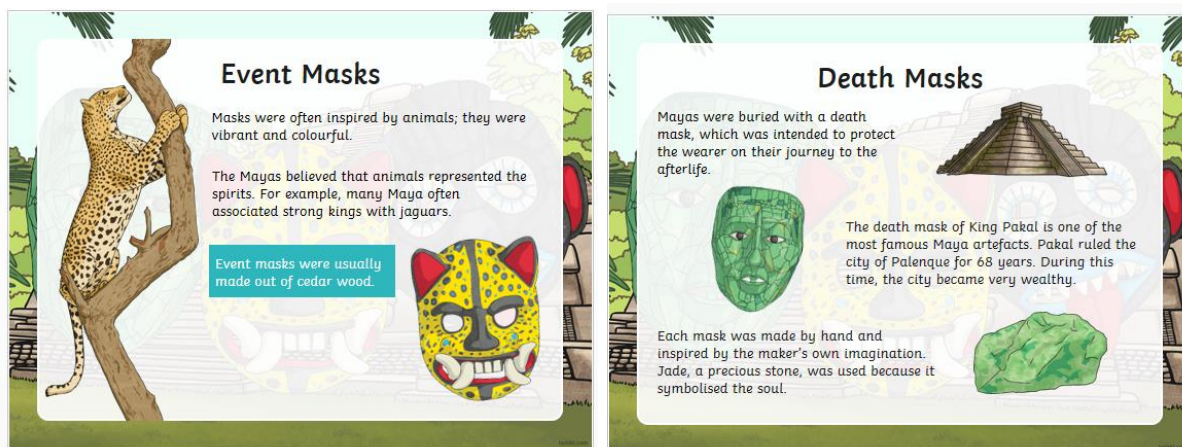 Event Masks
Masks were often inspired by animals; they were
vibrant and colourful.
The Mayas believed that animals represented the
spirits. For example, many Maya often
associated strong kings with jaguars.
Event masks were usually
made out of cedar wood.
Death Masks
Mayas were buried with a death
mask, which was intended to protect
the wearer on their journey to the
afterlife.
The death mask of King Pakal is one of the
most famous Maya artefacts. Pakal ruled the
city of Palenque for 68 years. During this
time, the city became very wealthy.
Each mask was made by hand and
inspired by the maker's own imagination.
Jade, a precious stone, was used because it
symbolised the soul.